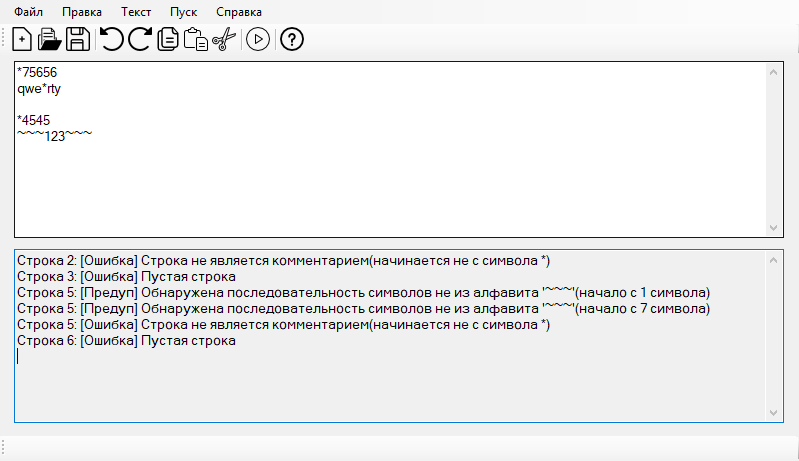 Файл Правка Текст Пуск Справка
*75656
qwe*rty
*4545
~~~123~~~
Строка 2: [Ошибка] Строка не является комментарием(начинается не с символа *)
Строка 3: [Ошибка] Пустая строка
Строка 5: [Предуп] Обнаружена последовательность символов не из алфавита '~~~'(начало с 1 символа)
Строка 5: [Предуп] Обнаружена последовательность символов не из алфавита '~~~'(начало с 7 символа)
Строка 5: [Ошибка] Строка не является комментарием(начинается не с символа *)
Строка 6: [Ошибка] Пустая строка